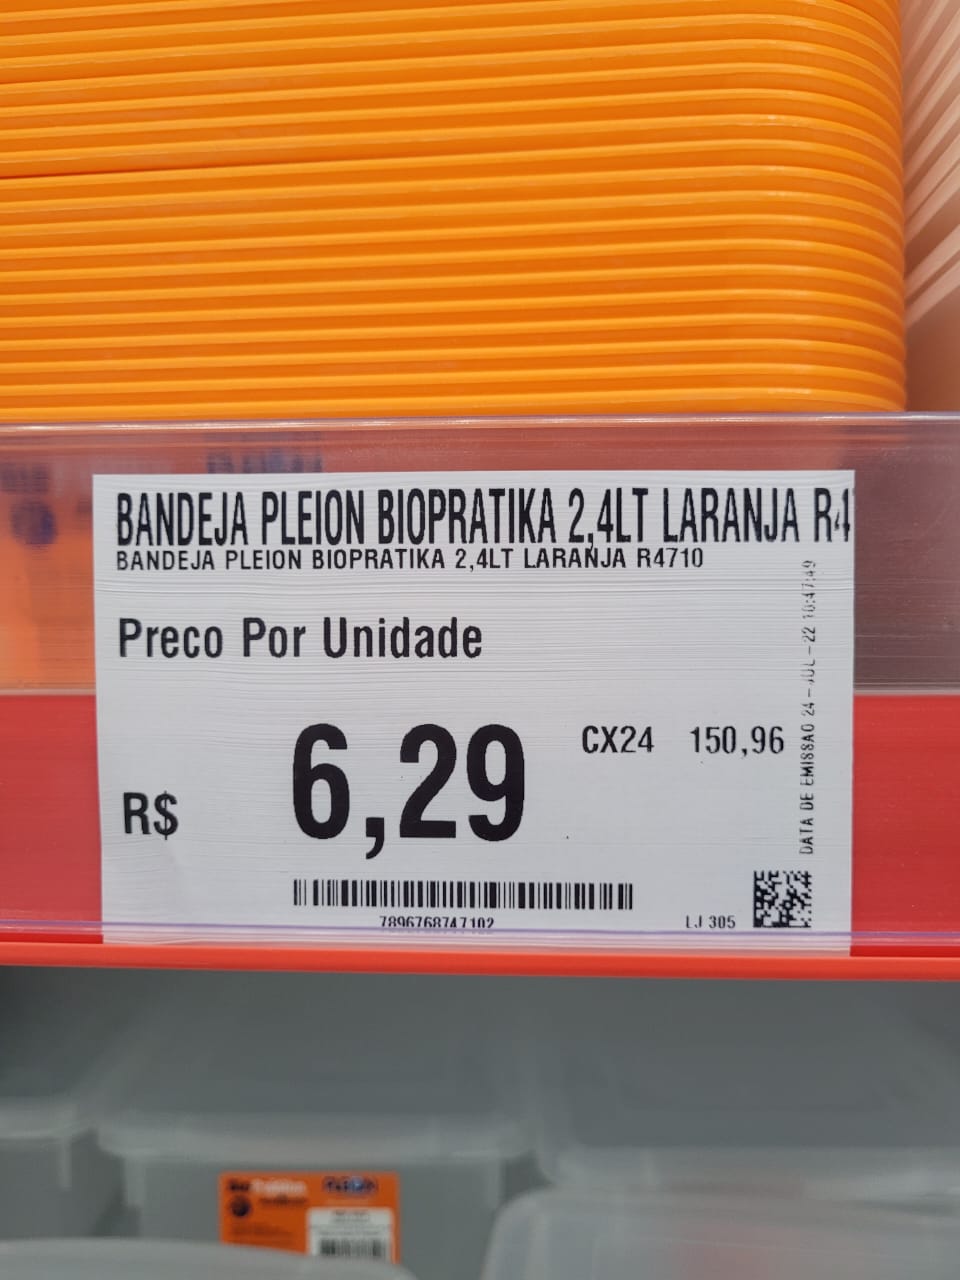 BANDEJA PLEION BIOPRATIKA 2,4LT LARANJA R4
BANDEJA PLEION BIOPRATIKA 2,4LT LARANJA R4710
Preco Por Unidade
R$ 6,29
CX24 150,96
DATA DE EMISSAO 24-JUL-22 10:47:49
7896768747102
LJ 305